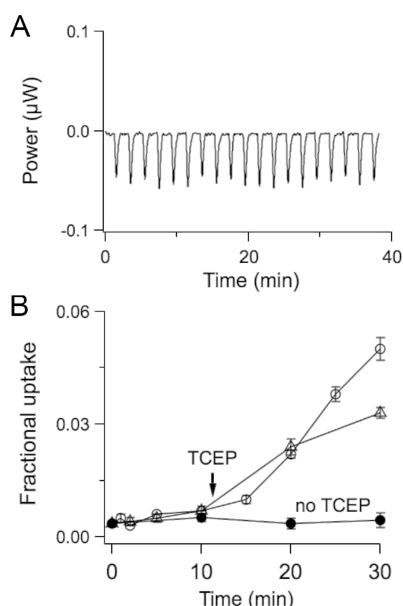 A
0.1
0.0
-0.1
Power (µW)
0
20
40
Time (min)
B
0.06
0.03
0.00
Fractional uptake
TCEP
no TCEP
0
10
20
30
Time (min)